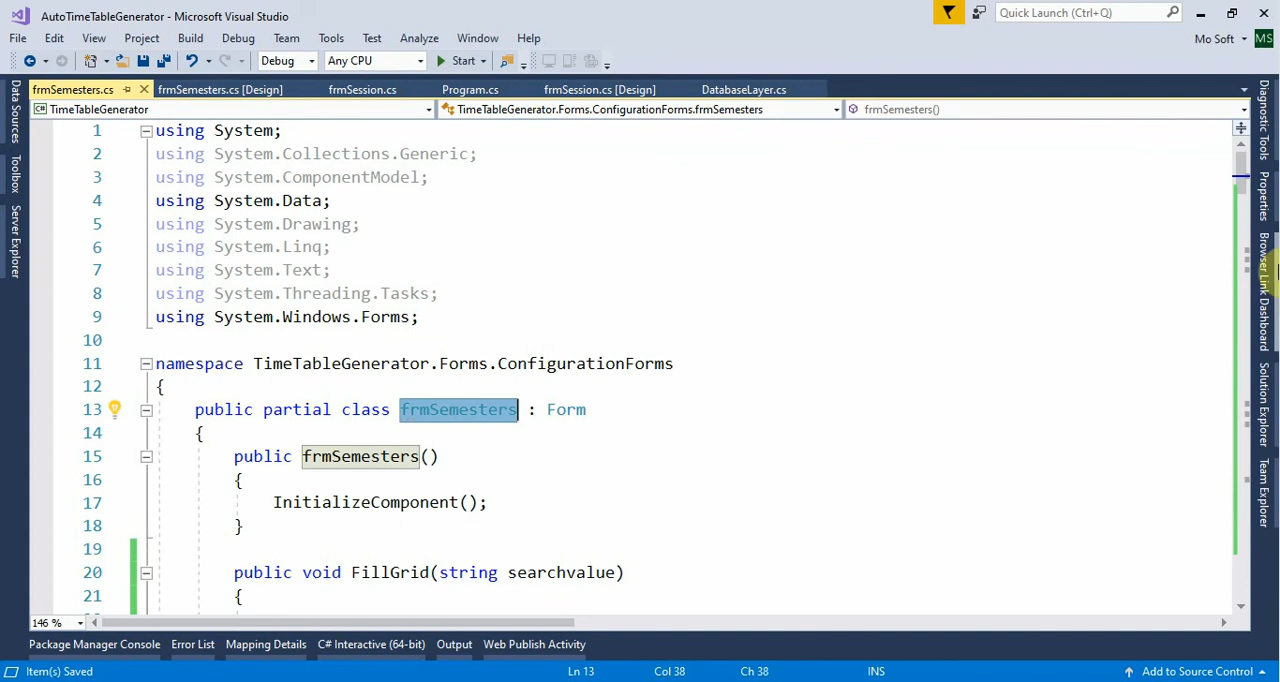 AutoTimeTableGenerator - Microsoft Visual Studio
Quick Launch (Ctrl+Q)
File Edit View Project Build Debug Team Tools Test Analyze Window Help
Mo Soft MS
Debug Any CPU Start
frmSemesters.cs frmSemesters.cs [Design] frmSession.cs Program.cs frmSession.cs [Design] DatabaseLayer.cs
TimeTableGenerator TimeTableGenerator.Forms.ConfigurationForms.frmSemesters frmSemesters()
Data Sources
Toolbox
Server Explorer
1 using System;
2 using System.Collections.Generic;
3 using System.ComponentModel;
4 using System.Data;
5 using System.Drawing;
6 using System.Linq;
7 using System.Text;
8 using System.Threading.Tasks;
9 using System.Windows.Forms;
10
11 namespace TimeTableGenerator.Forms.ConfigurationForms
12 {
13 public partial class frmSemesters : Form
14 {
15 public frmSemesters()
16 {
17 InitializeComponent();
18 }
19
20 public void FillGrid(string searchvalue)
21 {
Diagnostic Tools
Properties
Browser Link Dashboard
Solution Explorer
Team Explorer
146 %
Package Manager Console Error List Mapping Details C# Interactive (64-bit) Output Web Publish Activity
Item(s) Saved Ln 13 Col 38 Ch 38 INS Add to Source Control